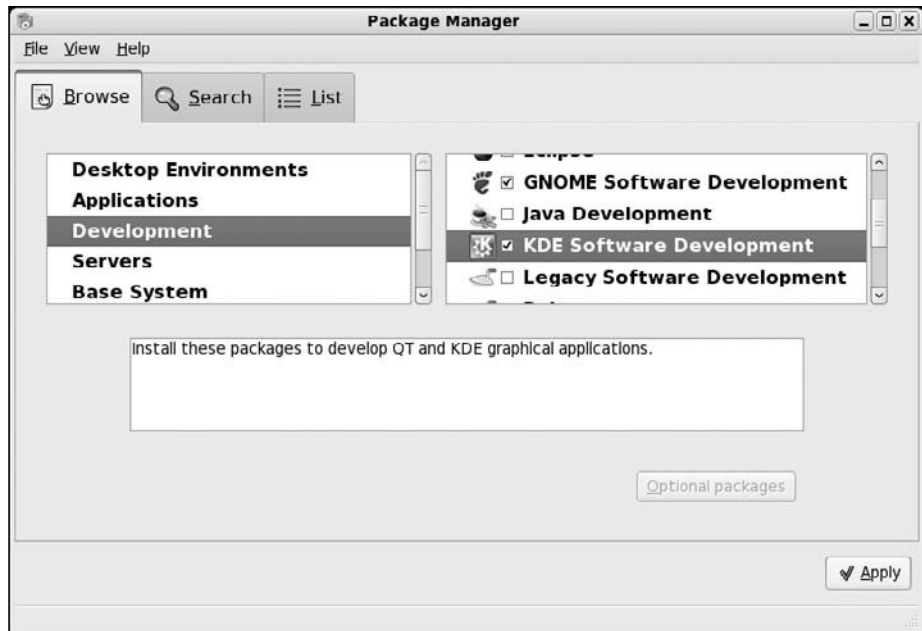 Package Manager
File View Help
Browse Search List
Desktop Environments
Applications
Development
Servers
Base System
Eclipse
GNOME Software Development
Java Development
KDE Software Development
Legacy Software Development
Install these packages to develop QT and KDE graphical applications.
Optional packages
Apply